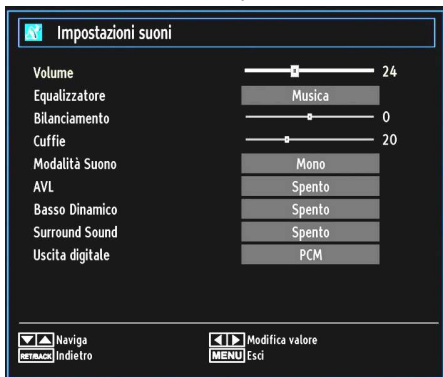 Impostazioni suoni
Volume 24
Equalizzatore Musica
Bilanciamento 0
Cuffie 20
Modalità Suono Mono
AVL Spento
Basso Dinamico Spento
Surround Sound Spento
Uscita digitale PCM
Naviga Modifica valore
RET/BACK Indietro MENU Esci